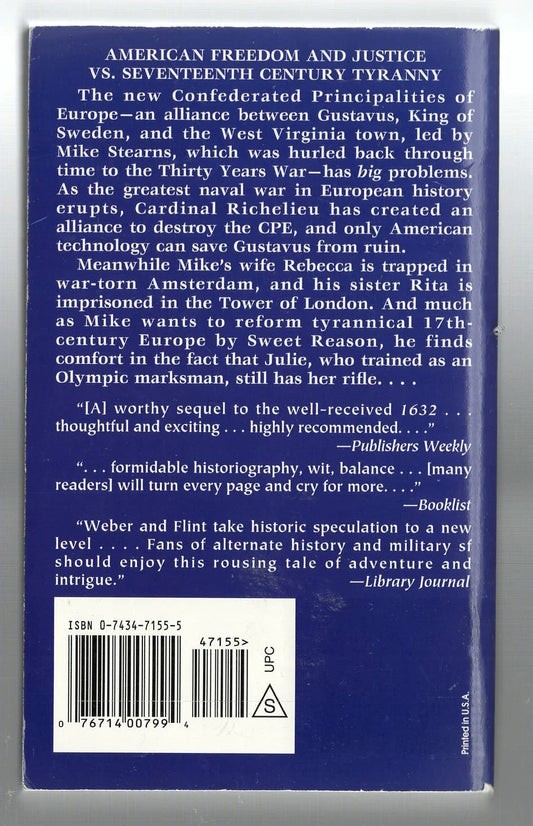 AMERICAN FREEDOM AND JUSTICE
VS. SEVENTEENTH CENTURY TYRANNY
The new Confederated Principalities of
Europe—an alliance between Gustavus, King of
Sweden, and the West Virginia town, led by
Mike Stearns, which was hurled back through
time to the Thirty Years War—has big problems.
As the greatest naval war in European history
erupts, Cardinal Richelieu has created an
alliance to destroy the CPE, and only American
technology can save Gustavus from ruin.
Meanwhile Mike's wife Rebecca is trapped in
war-torn Amsterdam, and his sister Rita is
imprisoned in the Tower of London. And much
as Mike wants to reform tyrannical 17th-
century Europe by Sweet Reason, he finds
comfort in the fact that Julie, who trained as an
Olympic marksman, still has her rifle. . . .
"[A] worthy sequel to the well-received 1632 . . .
thoughtful and exciting . . . highly recommended. . . ."
—Publishers Weekly
". . . formidable historiography, wit, balance . . . [many
readers] will turn every page and cry for more. . . ."
—Booklist
"Weber and Flint take historic speculation to a new
level . . . . Fans of alternate history and military sf
should enjoy this rousing tale of adventure and
intrigue." —Library Journal
ISBN 0-7434-7155-5
47155>
UPC
S
0 76714 00799 4
Printed in U.S.A.